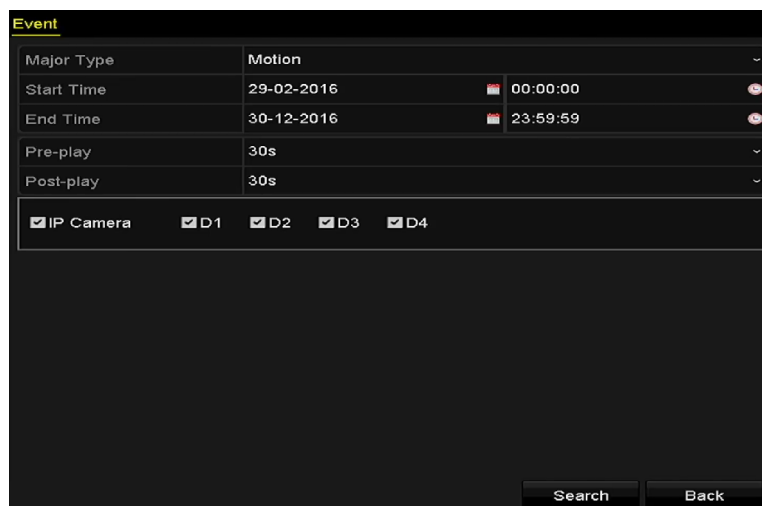 Event
Major Type Motion
Start Time 29-02-2016 00:00:00
End Time 30-12-2016 23:59:59
Pre-play 30s
Post-play 30s
IP Camera D1 D2 D3 D4
Search Back